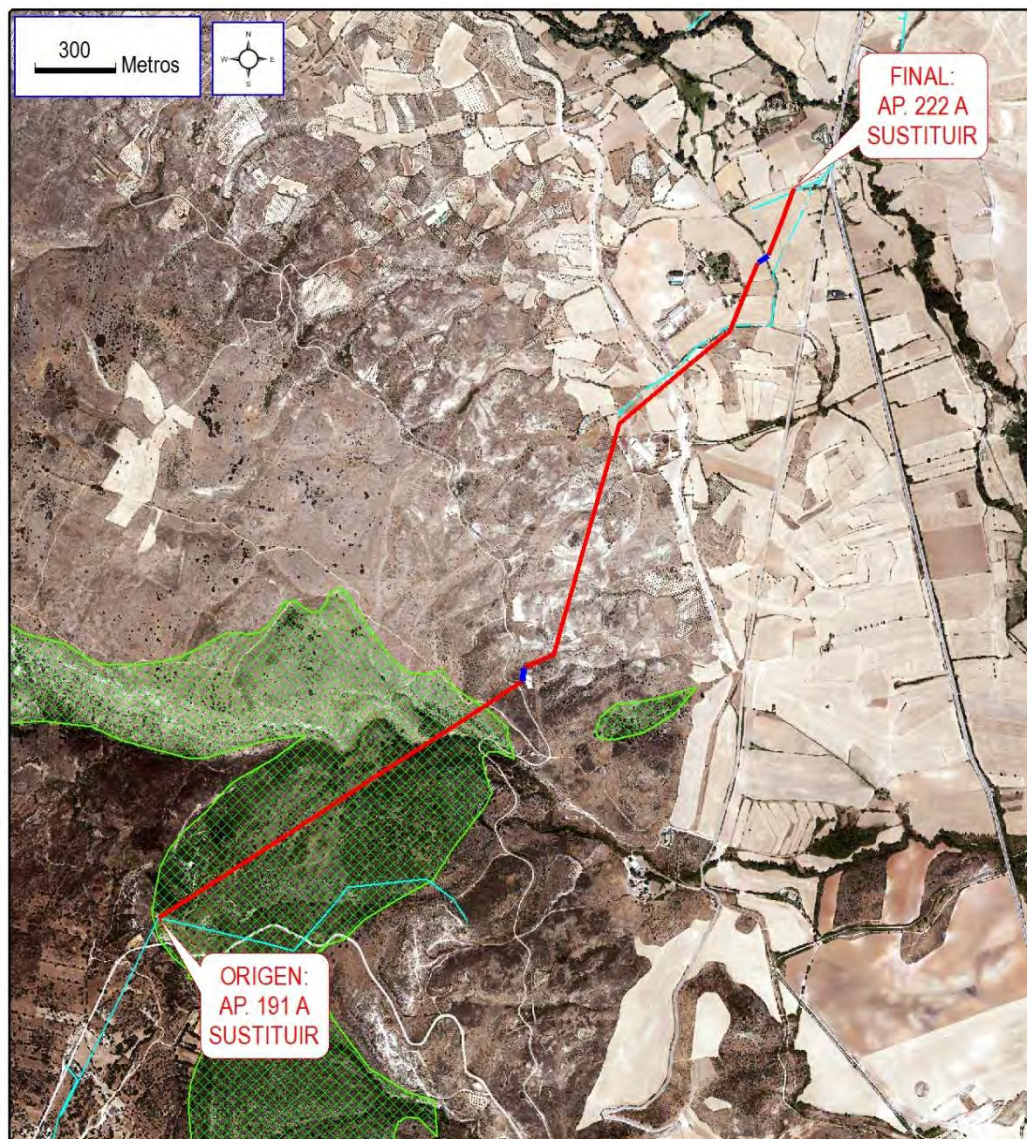 300
Metros
N
W
E
S
FINAL:
AP. 222 A
SUSTITUIR
ORIGEN:
AP. 191 A
SUSTITUIR